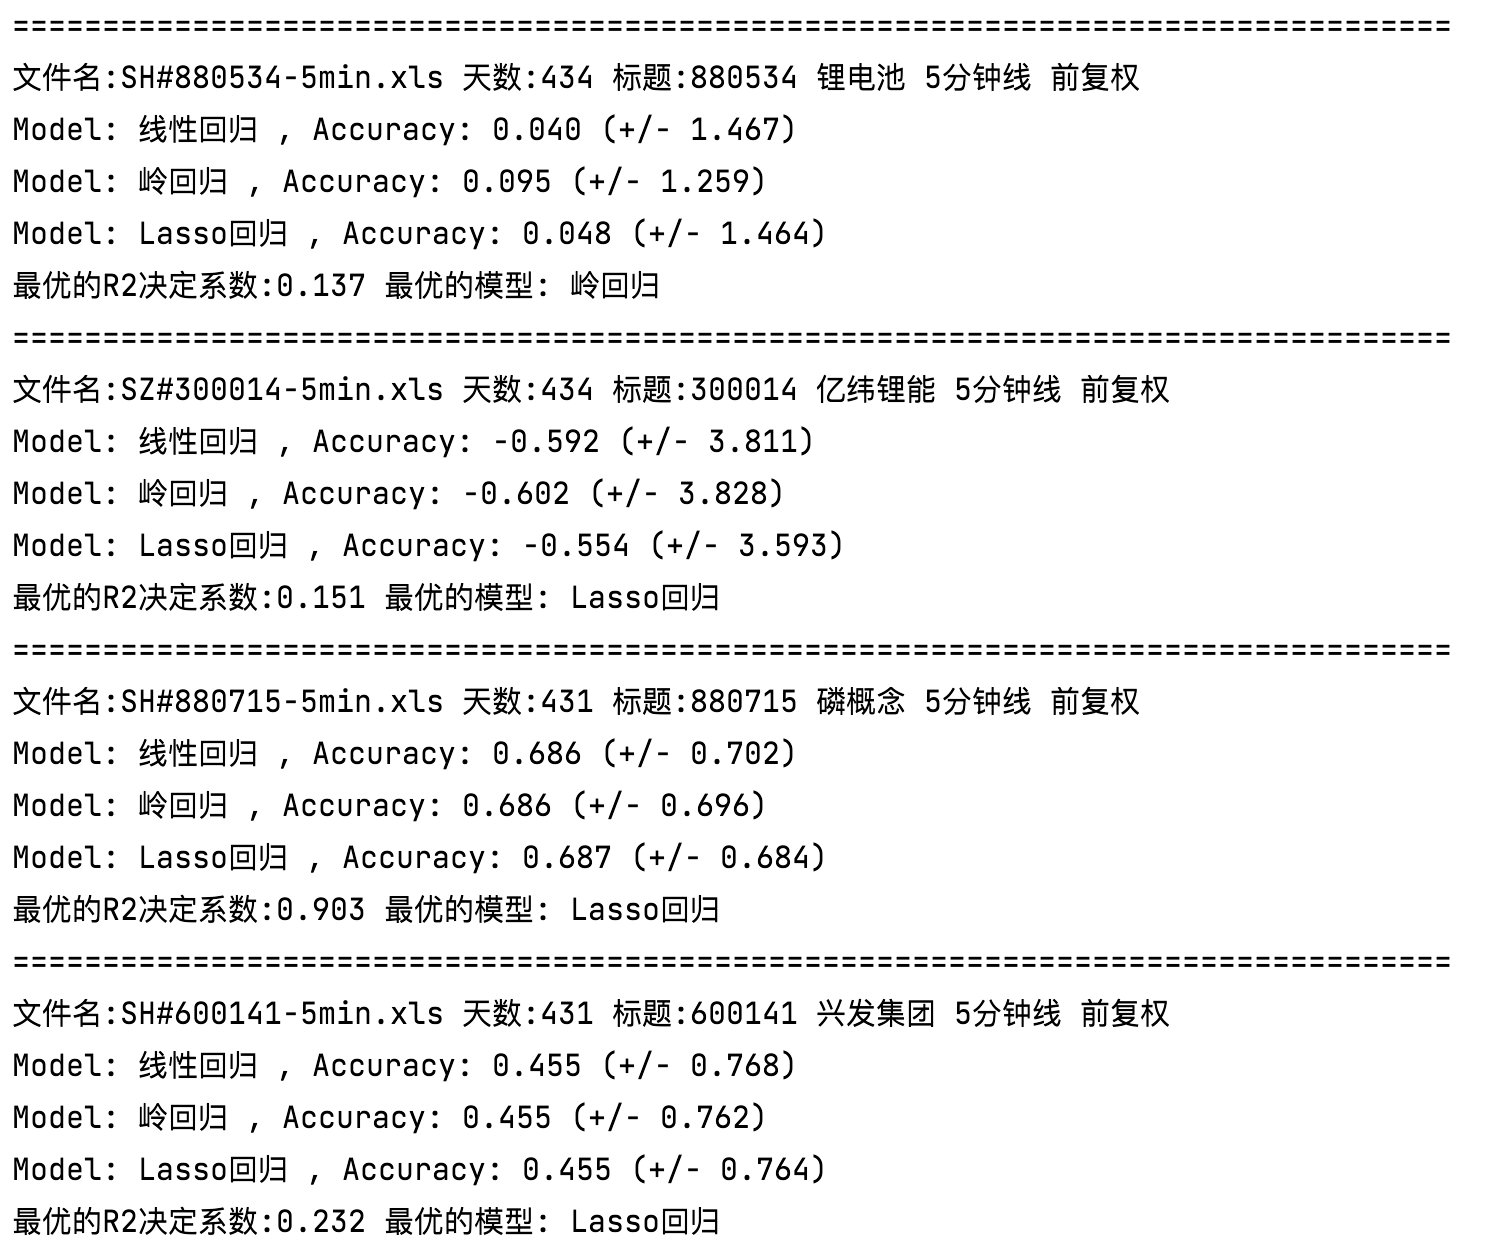 ================================================================================
文件名:SH#880534-5min.xls 天数:434 标题:880534 锂电池 5分钟线 前复权
Model: 线性回归 , Accuracy: 0.040 (+/- 1.467)
Model: 岭回归 , Accuracy: 0.095 (+/- 1.259)
Model: Lasso回归 , Accuracy: 0.048 (+/- 1.464)
最优的R2决定系数:0.137 最优的模型: 岭回归
================================================================================
文件名:SZ#300014-5min.xls 天数:434 标题:300014 亿纬锂能 5分钟线 前复权
Model: 线性回归 , Accuracy: -0.592 (+/- 3.811)
Model: 岭回归 , Accuracy: -0.602 (+/- 3.828)
Model: Lasso回归 , Accuracy: -0.554 (+/- 3.593)
最优的R2决定系数:0.151 最优的模型: Lasso回归
================================================================================
文件名:SH#880715-5min.xls 天数:431 标题:880715 磷概念 5分钟线 前复权
Model: 线性回归 , Accuracy: 0.686 (+/- 0.702)
Model: 岭回归 , Accuracy: 0.686 (+/- 0.696)
Model: Lasso回归 , Accuracy: 0.687 (+/- 0.684)
最优的R2决定系数:0.903 最优的模型: Lasso回归
================================================================================
文件名:SH#600141-5min.xls 天数:431 标题:600141 兴发集团 5分钟线 前复权
Model: 线性回归 , Accuracy: 0.455 (+/- 0.768)
Model: 岭回归 , Accuracy: 0.455 (+/- 0.762)
Model: Lasso回归 , Accuracy: 0.455 (+/- 0.764)
最优的R2决定系数:0.232 最优的模型: Lasso回归